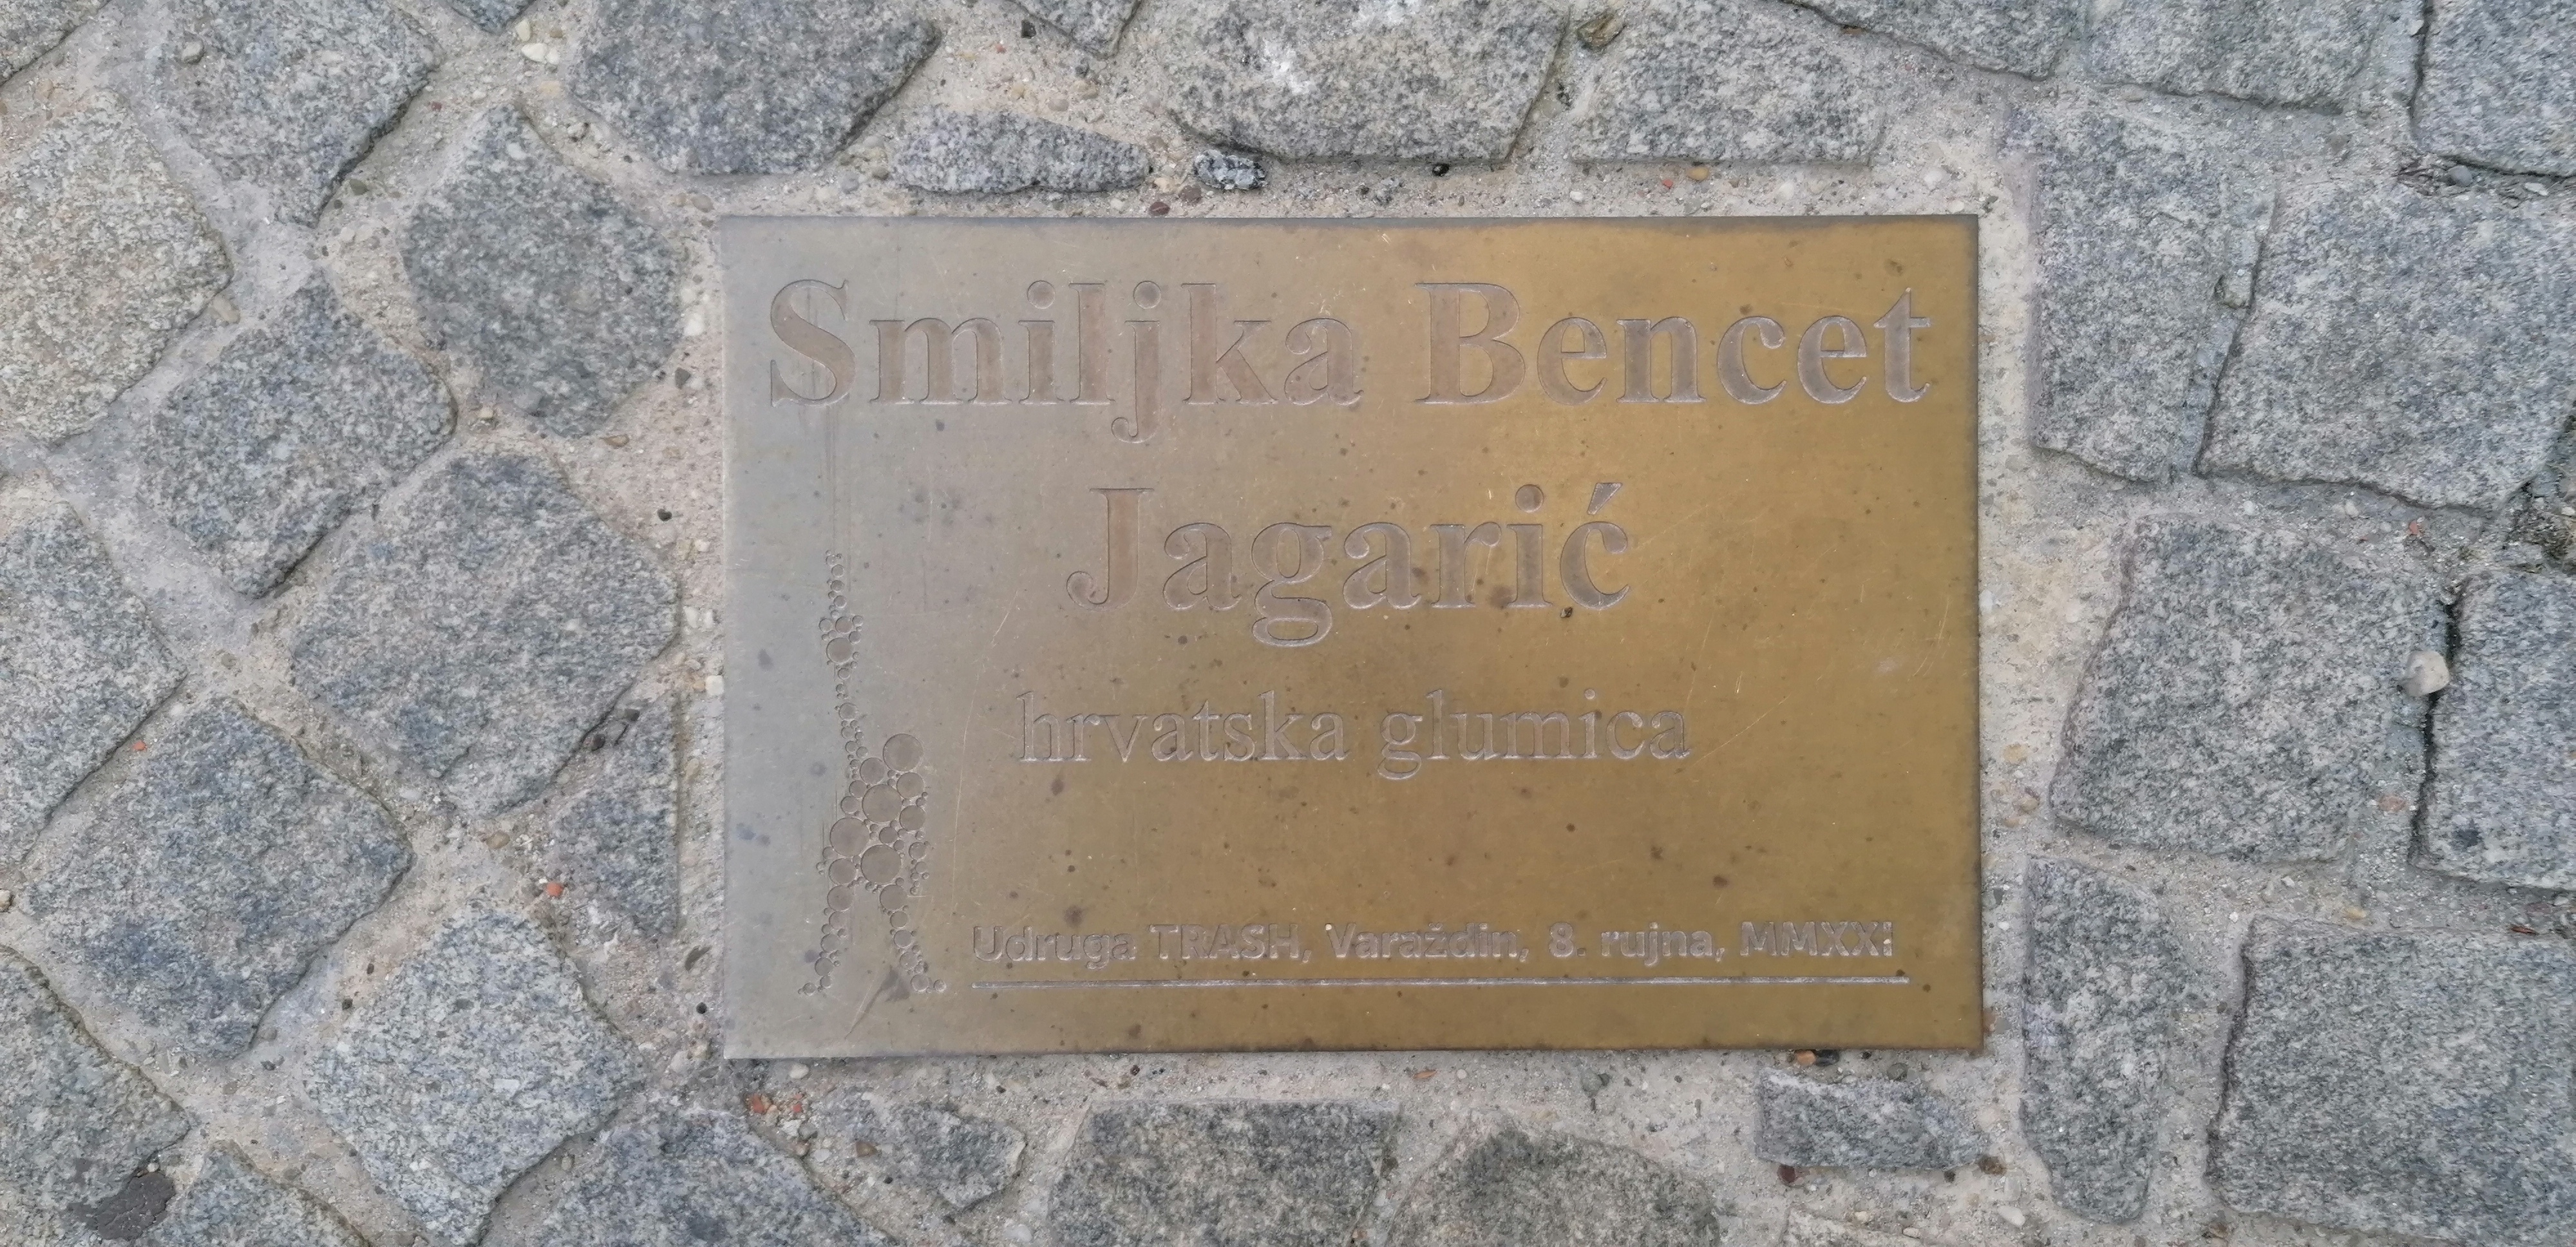 Smiljka Bencet
Jagarić
hrvatska glumica
Udruga TRASH, Varaždin, 8. rujna, MMXXI